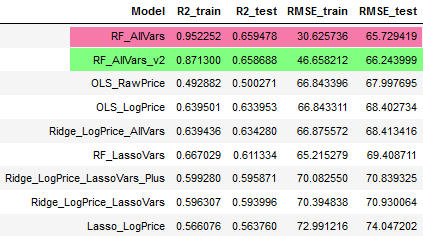 Model R2_train R2_test RMSE_train RMSE_test
RF_AllVars 0.952252 0.659478 30.625736 65.729419
RF_AllVars_v2 0.871300 0.658688 46.658212 66.243999
OLS_RawPrice 0.492882 0.500271 66.843396 67.997695
OLS_LogPrice 0.639501 0.633953 66.843311 68.402734
Ridge_LogPrice_AllVars 0.639436 0.634280 66.875572 68.413416
RF_LassoVars 0.667029 0.611334 65.215279 69.408711
Ridge_LogPrice_LassoVars_Plus 0.599280 0.595871 70.082550 70.839325
Ridge_LogPrice_LassoVars 0.596307 0.593996 70.394838 70.930064
Lasso_LogPrice 0.566076 0.563760 72.991216 74.047202